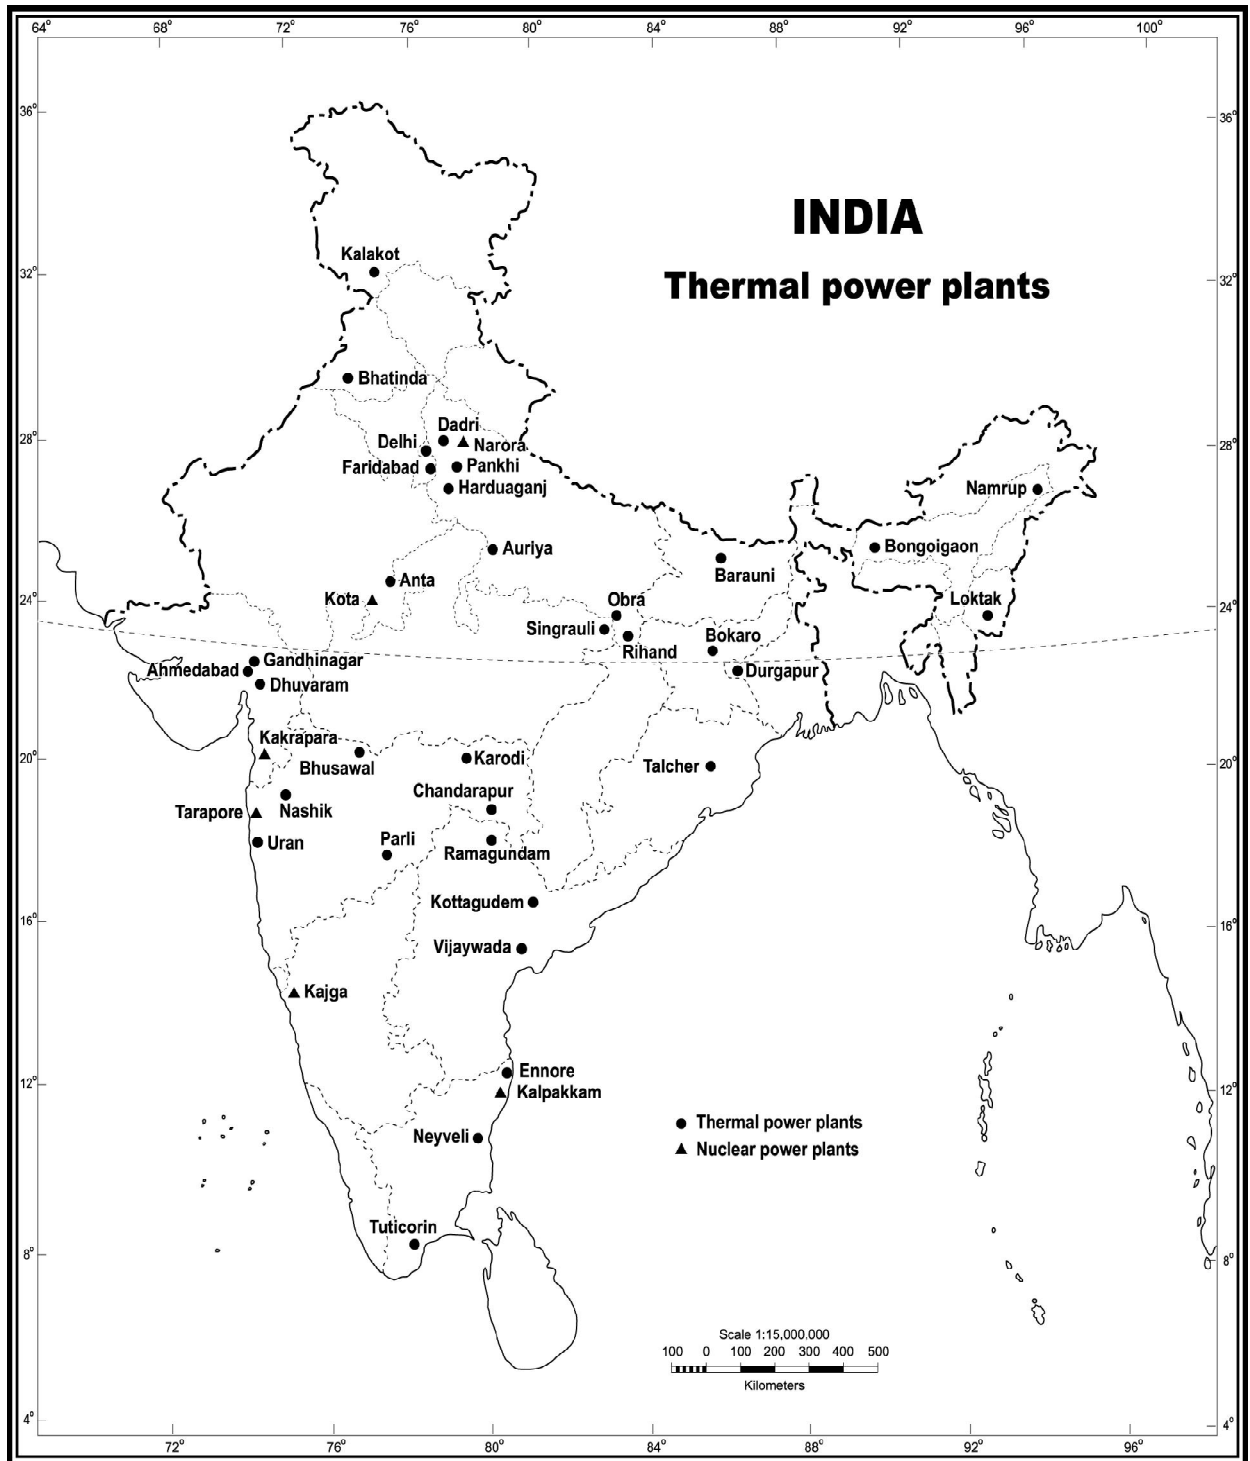 64° 68° 72° 76° 80° 84° 88° 92° 96° 100°
36° 36°
INDIA
Kalakot
32° 32°
Thermal power plants
Bhatinda
Dadri
28° Delhi Narora 28°
Faridabad Pankhi
Harduaganj Namrup
Auriya Bongoigaon
Barauni
Anta
24° Kota Obra Loktak 24°
Singrauli Bokaro
Rihand
Gandhinagar
Ahmedabad Durgapur
Dhuvaram
Kakrapara
20° Bhusawal Karodi Talcher 20°
Chandarapur
Tarapore Nashik
Uran Parli
Ramagundam
Kottagudem
16° 16°
Vijaywada
Kajga
Ennore
12° Kalpakkam 12°
Thermal power plants
Neyveli Nuclear power plants
Tuticorin
8° 8°
Scale 1:15,000,000
100 0 100 200 300 400 500
Kilometers
4° 4°
72° 76° 80° 84° 88° 92° 96°